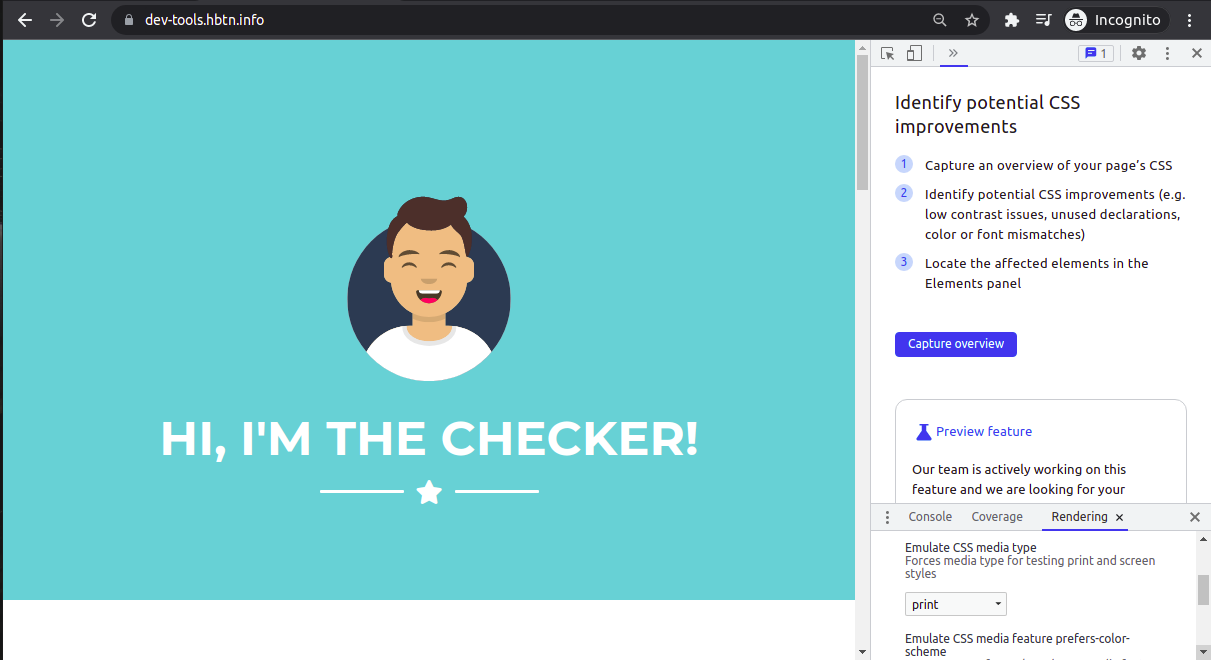 dev-tools.hbtn.info
Incognito
1
Identify potential CSS
improvements
1 Capture an overview of your page’s CSS
2 Identify potential CSS improvements (e.g.
low contrast issues, unused declarations,
color or font mismatches)
3 Locate the affected elements in the
Elements panel
Capture overview
HI, I'M THE CHECKER!
Preview feature
Our team is actively working on this
feature and we are looking for your
Console Coverage Rendering
Emulate CSS media type
Forces media type for testing print and screen
styles
print
Emulate CSS media feature prefers-color-
scheme